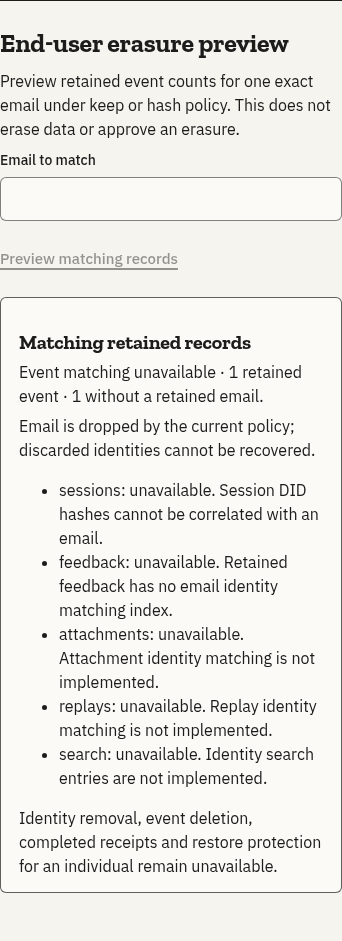 End-user erasure preview
Preview retained event counts for one exact
email under keep or hash policy. This does not
erase data or approve an erasure.
Email to match
Preview matching records
Matching retained records
Event matching unavailable · 1 retained
event · 1 without a retained email.
Email is dropped by the current policy;
discarded identities cannot be recovered.
• sessions: unavailable. Session DID
hashes cannot be correlated with an
email.
• feedback: unavailable. Retained
feedback has no email identity
matching index.
• attachments: unavailable.
Attachment identity matching is not
implemented.
• replays: unavailable. Replay identity
matching is not implemented.
• search: unavailable. Identity search
entries are not implemented.
Identity removal, event deletion,
completed receipts and restore protection
for an individual remain unavailable.